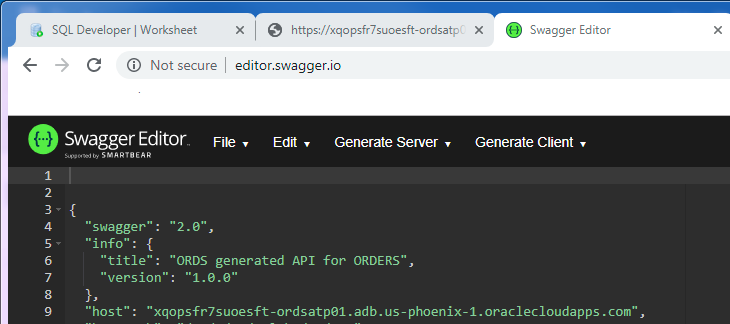 SQL Developer | Worksheet
https://xqopsfr7suoesft-ordsatp0
Swagger Editor
Not secure
editor.swagger.io
{···} Swagger Editor
Supported by SMARTBEAR
File Edit Generate Server Generate Client
1
2
3 {
4 "swagger": "2.0",
5 "info": {
6 "title": "ORDS generated API for ORDERS",
7 "version": "1.0.0"
8 },
9 "host": "xqopsfr7suoesft-ordsatp01.adb.us-phoenix-1.oraclecloudapps.com",